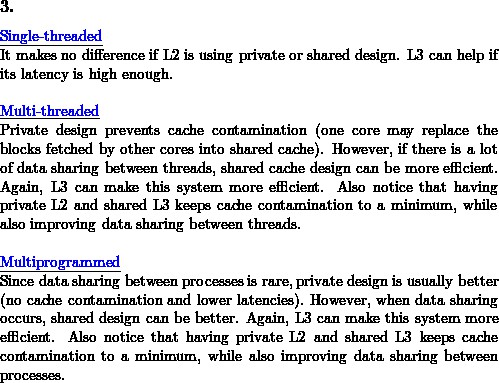 3.
Single-threaded
It makes no difference if L2 is using private or shared design. L3 can help if
its latency is high enough.
Multi-threaded
Private design prevents cache contamination (one core may replace the
blocks fetched by other cores into shared cache). However, if there is a lot
of data sharing between threads, shared cache design can be more efficient.
Again, L3 can make this system more efficient. Also notice that having
private L2 and shared L3 keeps cache contamination to a minimum, while
also improving data sharing between threads.
Multiprogrammed
Since data sharing between processes is rare, private design is usually better
(no cache contamination and lower latencies). However, when data sharing
occurs, shared design can be better. Again, L3 can make this system more
efficient. Also notice that having private L2 and shared L3 keeps cache
contamination to a minimum, while also improving data sharing between
processes.